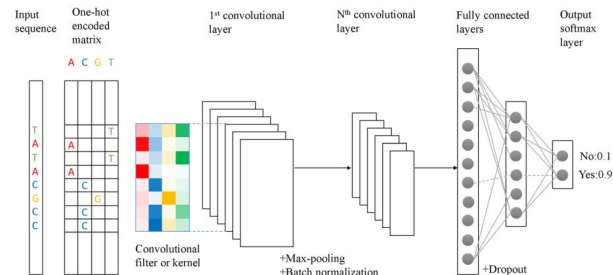 Input
sequence
One-hot
encoded
matrix
1st convolutional
layer
Nth convolutional
layer
Fully connected
layers
Output
softmax
layer
A C G T
T
A
T
A
C
G
C
C
T
A
T
A
C
G
C
C
No:0.1
Yes:0.9
Convolutional
filter or kernel
+Max-pooling
+Batch normalization
+Dropout